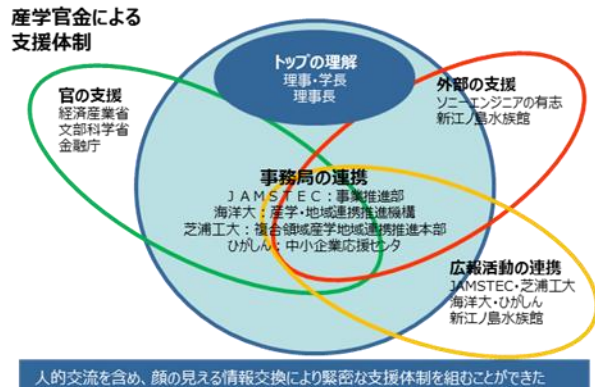 産学官金による
支援体制
トップの理解
理事・学長
理事長
官の支援
経済産業省
文部科学省
金融庁
外部の支援
ソニーエンジニアの有志
新江ノ島水族館
事務局の連携
JAMSTEC:事業推進部
海洋大:産学・地域連携推進機構
芝浦工大:複合領域産学地域連携推進本部
ひがしん:中小企業応援センタ
広報活動の連携
JAMSTEC・芝浦工大
海洋大・ひがしん
新江ノ島水族館
人的交流を含め、顔の見える情報交換により緊密な支援体制を組むことができた